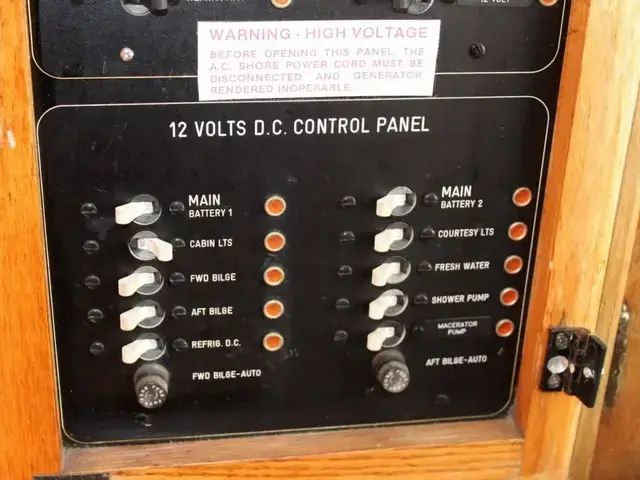 12 VOLT
WARNING - HIGH VOLTAGE
BEFORE OPENING THIS PANEL, THE
A.C. SHORE POWER CORD MUST BE
DISCONNECTED AND GENERATOR
RENDERED INOPERABLE.
12 VOLTS D.C. CONTROL PANEL
MAIN
BATTERY 1
CABIN LTS
FWD BILGE
AFT BILGE
REFRIG. D.C.
FWD BILGE-AUTO
MAIN
BATTERY 2
COURTESY LTS
FRESH WATER
SHOWER PUMP
MACERATOR
PUMP
AFT BILGE-AUTO